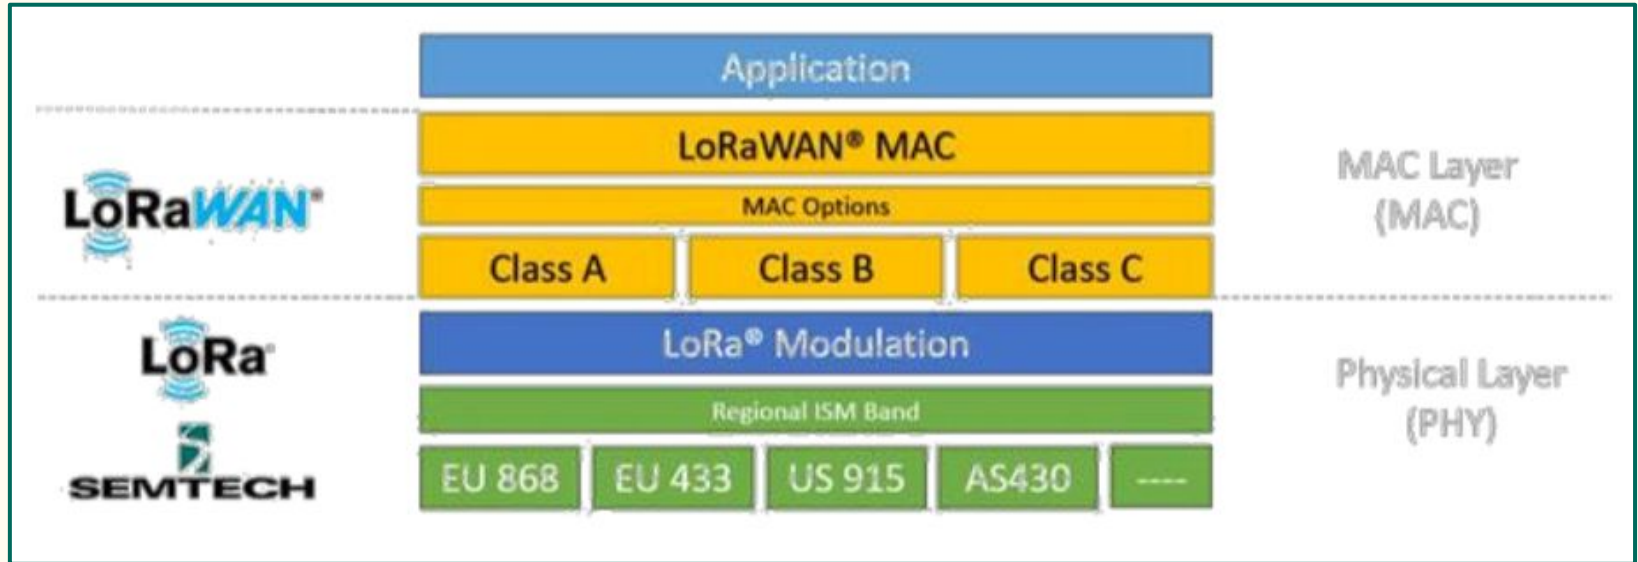 Application
LoRaWAN® MAC
MAC Options
Class A Class B Class C
LoRaWAN®
MAC Layer
(MAC)
LoRa® Modulation
Regional ISM Band
EU 868 EU 433 US 915 AS430 ----
LoRa®
SEMTECH
Physical Layer
(PHY)